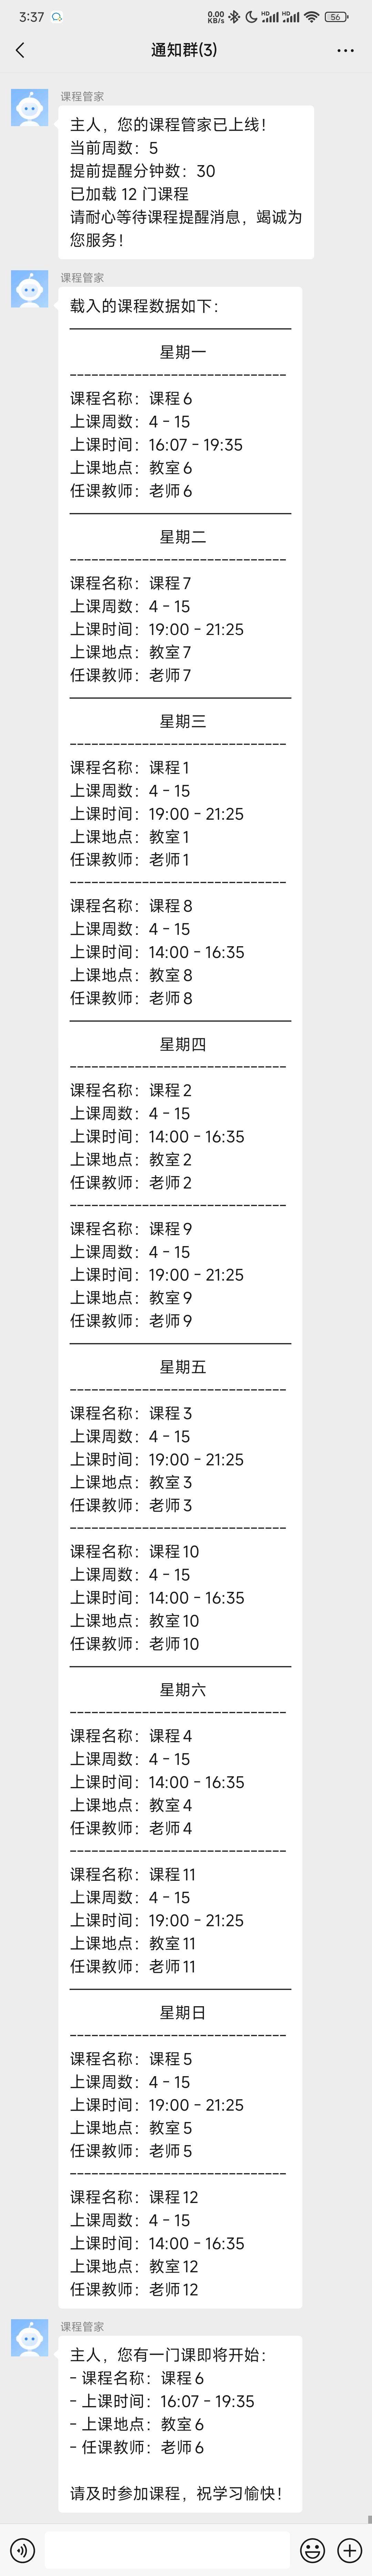 3:37
0.00 KB/s
HD
HD
56
通知群(3)
课程管家
主人，您的课程管家已上线！
当前周数：5
提前提醒分钟数：30
已加载 12 门课程
请耐心等待课程提醒消息，竭诚为
您服务！
课程管家
载入的课程数据如下：
星期一
------------------------------
课程名称：课程 6
上课周数：4 - 15
上课时间：16:07 - 19:35
上课地点：教室 6
任课教师：老师 6
星期二
------------------------------
课程名称：课程 7
上课周数：4 - 15
上课时间：19:00 - 21:25
上课地点：教室 7
任课教师：老师 7
星期三
------------------------------
课程名称：课程 1
上课周数：4 - 15
上课时间：19:00 - 21:25
上课地点：教室 1
任课教师：老师 1
------------------------------
课程名称：课程 8
上课周数：4 - 15
上课时间：14:00 - 16:35
上课地点：教室 8
任课教师：老师 8
星期四
------------------------------
课程名称：课程 2
上课周数：4 - 15
上课时间：14:00 - 16:35
上课地点：教室 2
任课教师：老师 2
------------------------------
课程名称：课程 9
上课周数：4 - 15
上课时间：19:00 - 21:25
上课地点：教室 9
任课教师：老师 9
星期五
------------------------------
课程名称：课程 3
上课周数：4 - 15
上课时间：19:00 - 21:25
上课地点：教室 3
任课教师：老师 3
------------------------------
课程名称：课程 10
上课周数：4 - 15
上课时间：14:00 - 16:35
上课地点：教室 10
任课教师：老师 10
星期六
------------------------------
课程名称：课程 4
上课周数：4 - 15
上课时间：14:00 - 16:35
上课地点：教室 4
任课教师：老师 4
------------------------------
课程名称：课程 11
上课周数：4 - 15
上课时间：19:00 - 21:25
上课地点：教室 11
任课教师：老师 11
星期日
------------------------------
课程名称：课程 5
上课周数：4 - 15
上课时间：19:00 - 21:25
上课地点：教室 5
任课教师：老师 5
------------------------------
课程名称：课程 12
上课周数：4 - 15
上课时间：14:00 - 16:35
上课地点：教室 12
任课教师：老师 12
课程管家
主人，您有一门课即将开始：
- 课程名称：课程 6
- 上课时间：16:07 - 19:35
- 上课地点：教室 6
- 任课教师：老师 6
请及时参加课程，祝学习愉快！